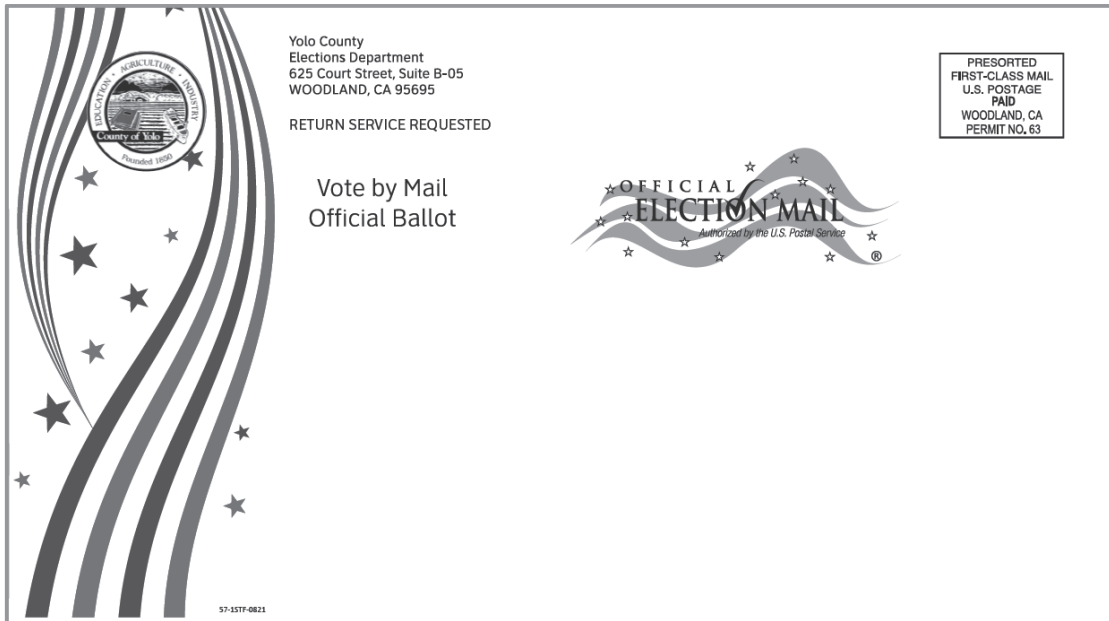 Yolo County
Elections Department
625 Court Street, Suite B-05
WOODLAND, CA 95695
RETURN SERVICE REQUESTED
PRESORTED
FIRST-CLASS MAIL
U.S. POSTAGE
PAID
WOODLAND, CA
PERMIT NO. 63
EDUCATION • AGRICULTURE • INDUSTRY
County of Yolo
Founded 1850
Vote by Mail
Official Ballot
OFFICIAL
ELECTION MAIL
Authorized by the U.S. Postal Service
®
57-1STF-0821